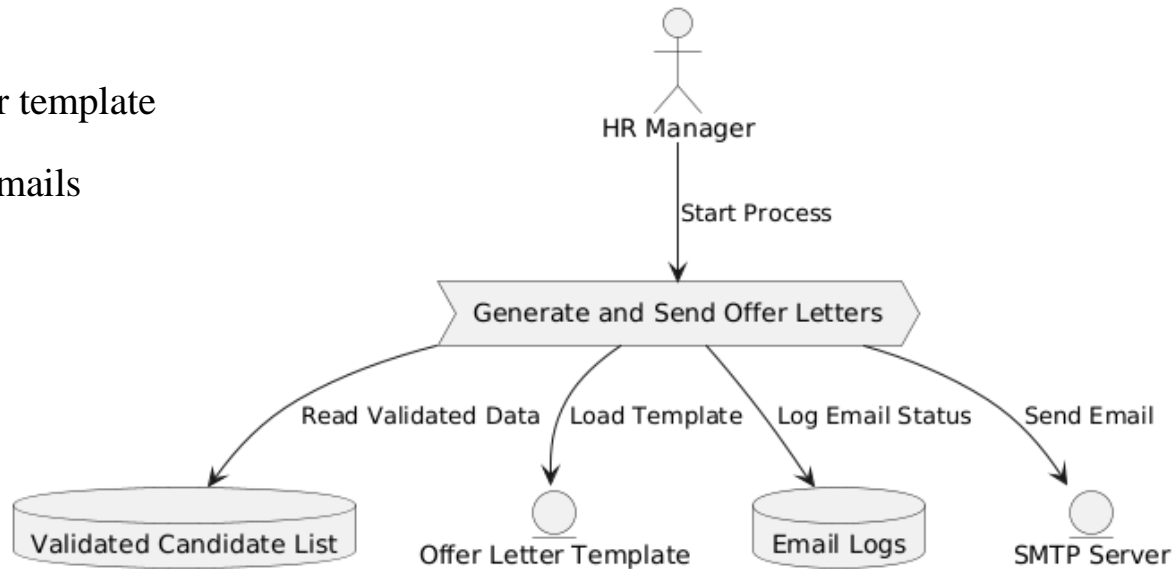 r template
mails
HR Manager
Start Process
Generate and Send Offer Letters
Read Validated Data
Load Template
Log Email Status
Send Email
Validated Candidate List
Offer Letter Template
Email Logs
SMTP Server